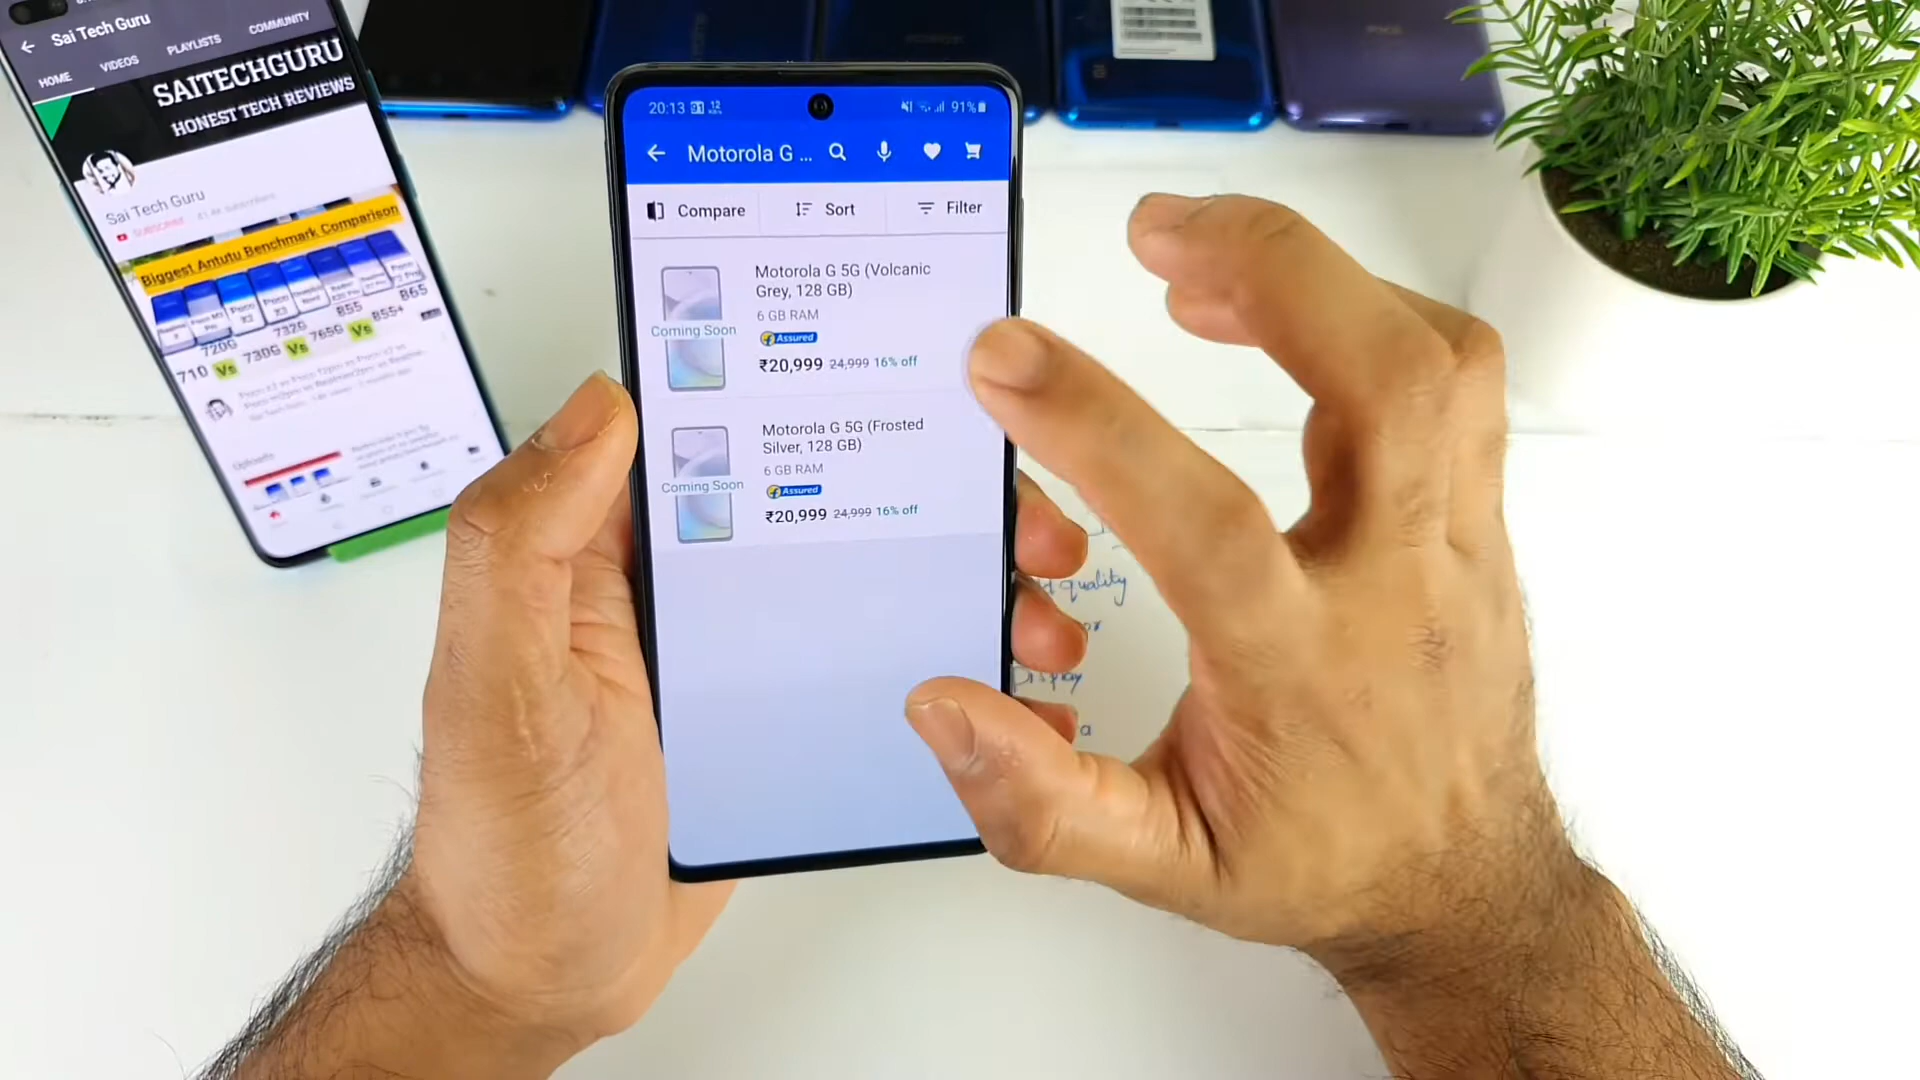 Sai Tech Guru
HOME VIDEOS PLAYLISTS COMMUNITY
SAITECHGURU
HONEST TECH REVIEWS
Sai Tech Guru
SUBSCRIBE
Biggest Antutu Benchmark Comparison
710 Vs 720G 730G Vs 732G 765G Vs 855 855+ 865
Uploads
20:13
91%
Motorola G ...
Compare
Sort
Filter
Motorola G 5G (Volcanic
Grey, 128 GB)
6 GB RAM
Coming Soon
Assured
₹20,999 24,999 16% off
Motorola G 5G (Frosted
Silver, 128 GB)
6 GB RAM
Coming Soon
Assured
₹20,999 24,999 16% off
quality
Display